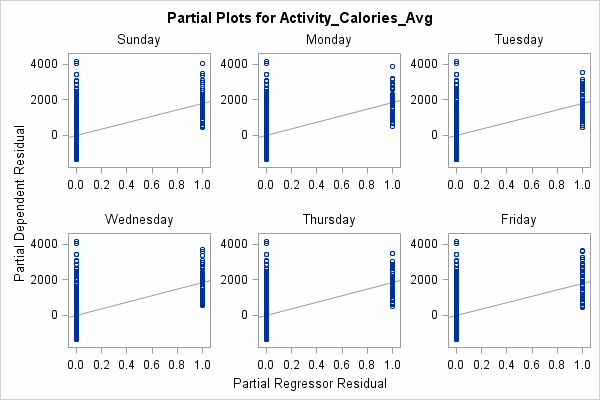 Partial Plots for Activity_Calories_Avg
Sunday Monday Tuesday
4000 4000 4000
2000 2000 2000
0 0 0
0.0 0.2 0.4 0.6 0.8 1.0 0.0 0.2 0.4 0.6 0.8 1.0 0.0 0.2 0.4 0.6 0.8 1.0
Partial Dependent Residual
Wednesday Thursday Friday
4000 4000 4000
2000 2000 2000
0 0 0
0.0 0.2 0.4 0.6 0.8 1.0 0.0 0.2 0.4 0.6 0.8 1.0 0.0 0.2 0.4 0.6 0.8 1.0
Partial Regressor Residual